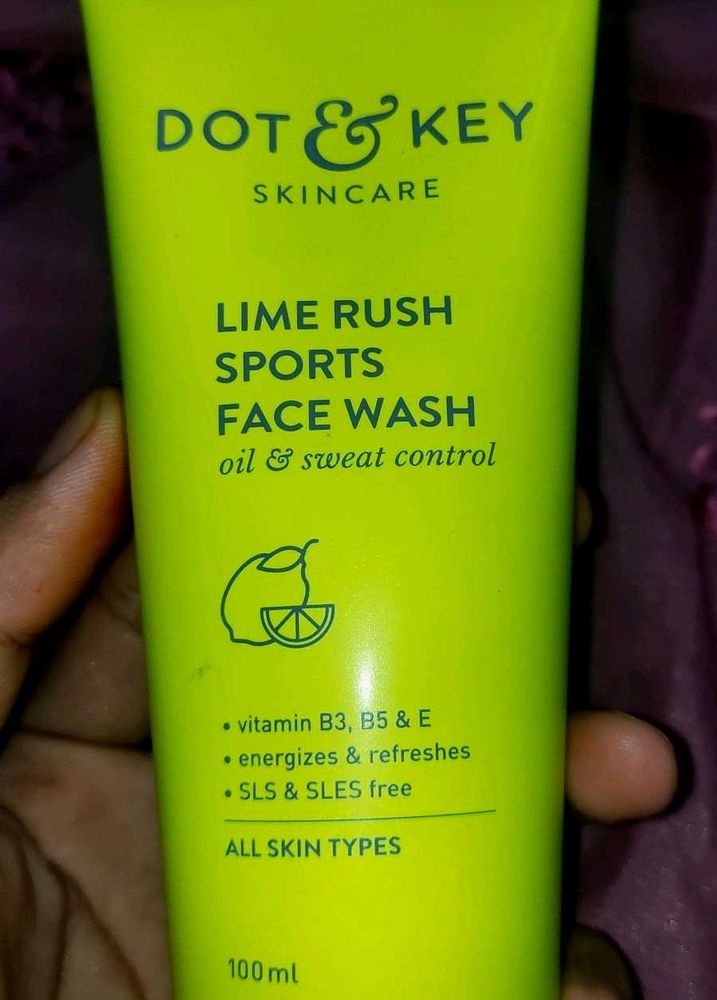 DOT & KEY
SKINCARE
LIME RUSH
SPORTS
FACE WASH
oil & sweat control
• vitamin B3, B5 & E
• energizes & refreshes
• SLS & SLES free
ALL SKIN TYPES
100ml